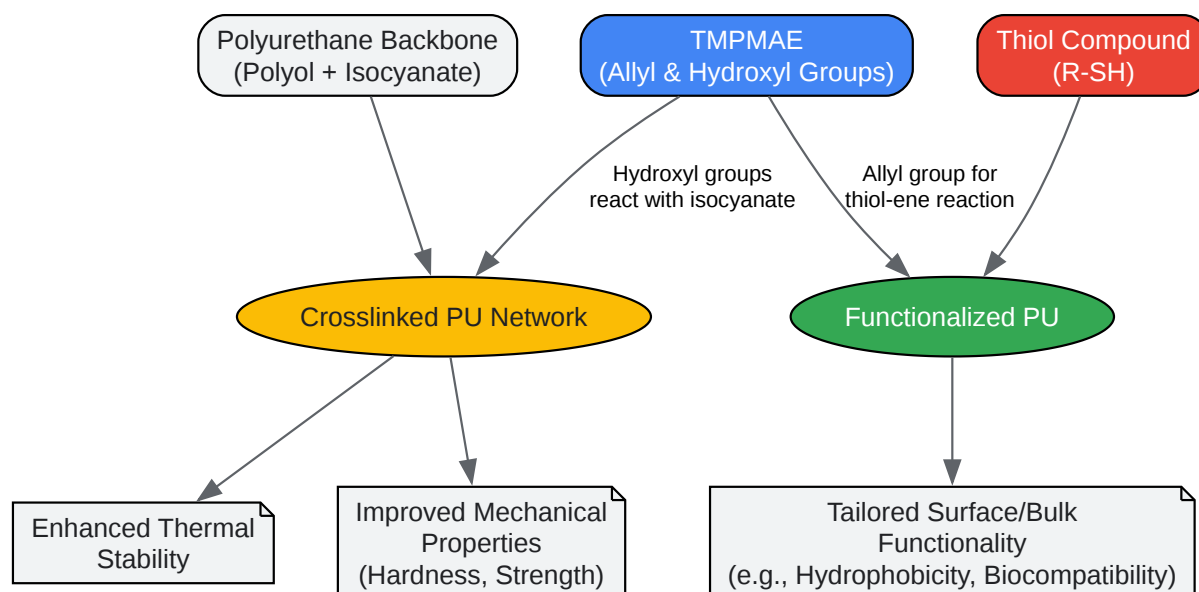 Polyurethane Backbone
(Polyol + Isocyanate)
TMPMAE
(Allyl & Hydroxyl Groups)
Thiol Compound
(R-SH)
Hydroxyl groups
react with isocyanate
Allyl group for
thiol-ene reaction
Crosslinked PU Network
Functionalized PU
Enhanced Thermal
Stability
Improved Mechanical
Properties
(Hardness, Strength)
Tailored Surface/Bulk
Functionality
(e.g., Hydrophobicity, Biocompatibility)